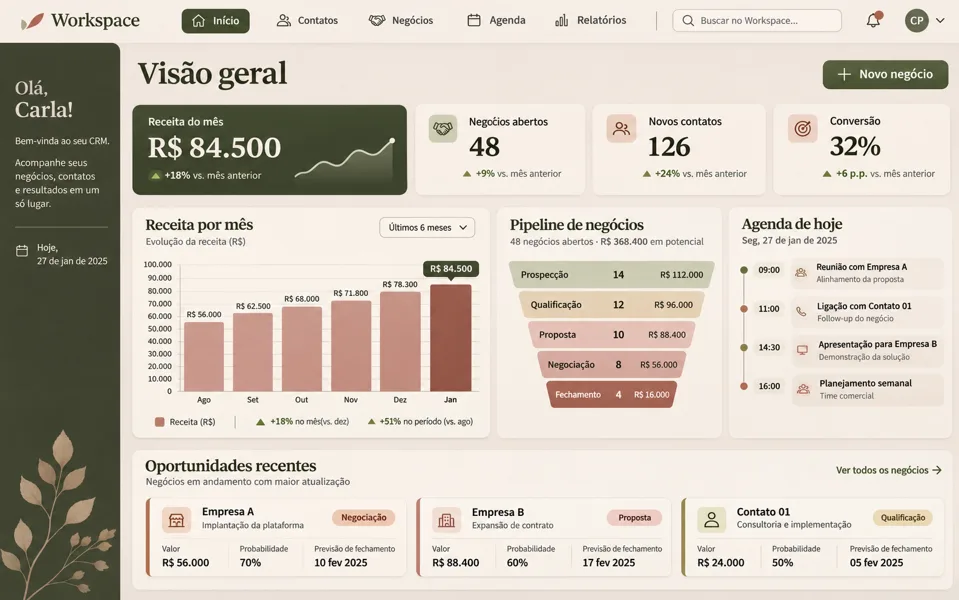 Workspace
Início
Contatos
Negócios
Agenda
Relatórios
Buscar no Workspace...
CP
Olá,
Carla!
Bem-vinda ao seu CRM.
Acompanhe seus
negócios, contatos
e resultados em um
só lugar.
Hoje,
27 de jan 2025
Visão geral
Novo negócio
Receita do mês
R$ 84.500
+18% vs. mês anterior
Negócios abertos
48
+9% vs. mês anterior
Novos contatos
126
+24% vs. mês anterior
Conversão
32%
+6 p.p. vs. mês anterior
Receita por mês
Evolução da receita (R$)
Últimos 6 meses
100.000
90.000
80.000
70.000
60.000
50.000
40.000
30.000
20.000
10.000
0
R$ 56.000
R$ 62.500
R$ 68.000
R$ 71.800
R$ 78.300
R$ 84.500
Ago
Set
Out
Nov
Dez
Jan
Receita (R$)
+18% no mês(vs. dez)
+51% no período (vs. ago)
Pipeline de negócios
48 negócios abertos · R$ 368.400 em potencial
Prospecção 14 R$ 112.000
Qualificação 12 R$ 96.000
Proposta 10 R$ 88.400
Negociação 8 R$ 56.000
Fechamento 4 R$ 16.000
Agenda de hoje
Seg, 27 de jan de 2025
09:00
Reunião com Empresa A
Alinhamento da proposta
11:00
Ligação com Contato 01
Follow-up do negócio
14:30
Apresentação para Empresa B
Demonstração da solução
16:00
Planejamento semanal
Time comercial
Oportunidades recentes
Negócios em andamento com maior atualização
Ver todos os negócios →
Empresa A
Implantação da plataforma
Negociação
Valor
R$ 56.000
Probabilidade
70%
Previsão de fechamento
10 fev 2025
Empresa B
Expansão de contrato
Proposta
Valor
R$ 88.400
Probabilidade
60%
Previsão de fechamento
17 fev 2025
Contato 01
Consultoria e implementação
Qualificação
Valor
R$ 24.000
Probabilidade
50%
Previsão de fechamento
05 fev 2025